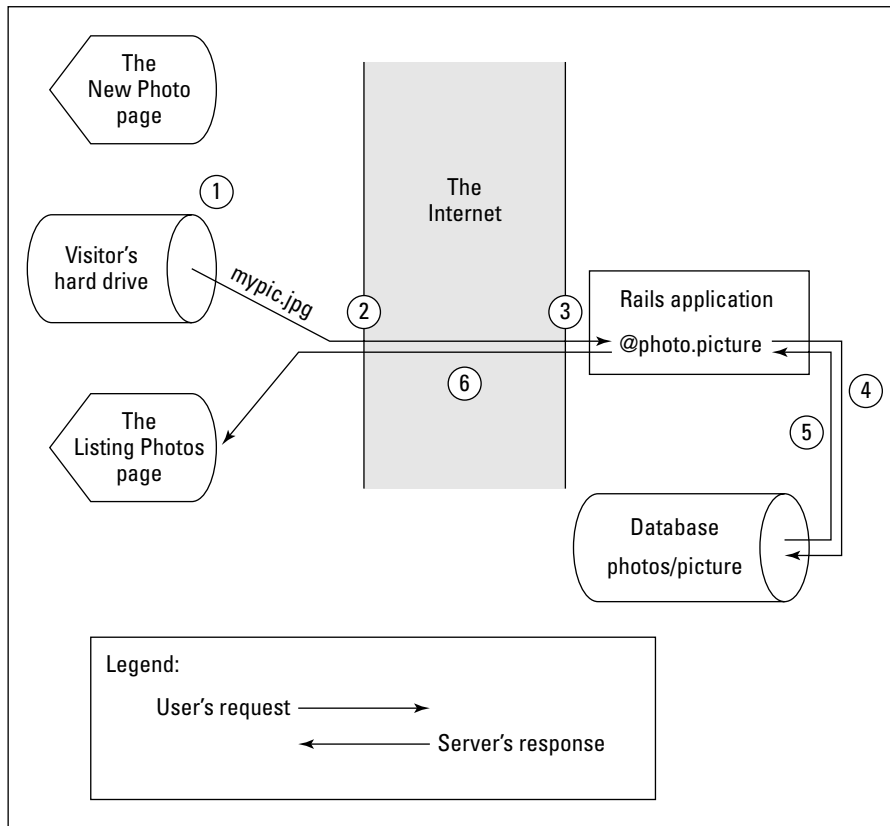 The
New Photo
page
1
The
Internet
Visitor's
hard drive
mypic.jpg
2
3
Rails application
@photo.picture
6
4
The
Listing Photos
page
5
Database
photos/picture
Legend:
User's request
Server's response